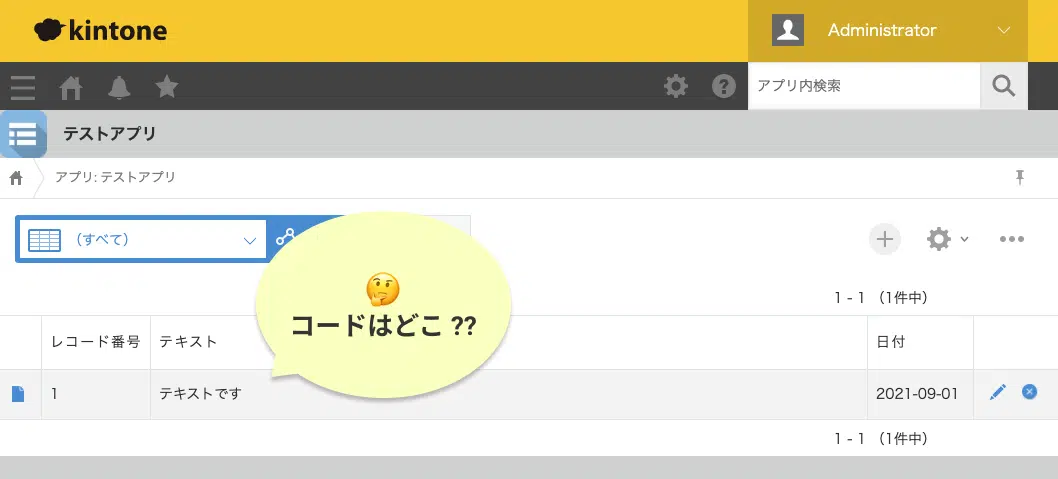 kintone
Administrator
アプリ内検索
テストアプリ
アプリ: テストアプリ
(すべて)
🤔
コードはどこ ??
1 - 1 (1件中)
レコード番号 テキスト 日付
1 テキストです 2021-09-01
1 - 1 (1件中)